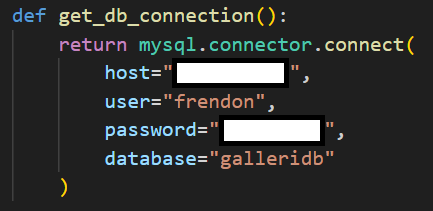 def get_db_connection():
return mysql.connector.connect(
host="",
user="frendon",
password="",
database="galleridb"
)